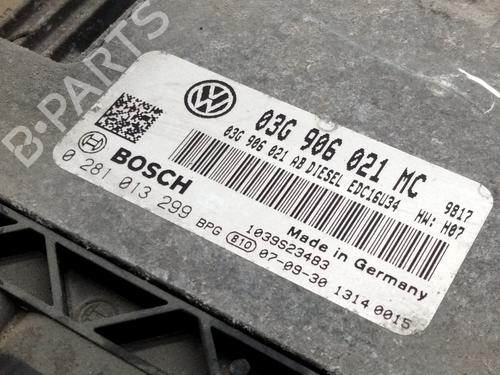 B-PARTS
03G 906 021 MC
9817
03G 906 021 AB DIESEL EDC16U34
HW: H07
BOSCH
0 281 013 299
BPG
1039S23483
Made in Germany
810
07-09-30
1314 0015